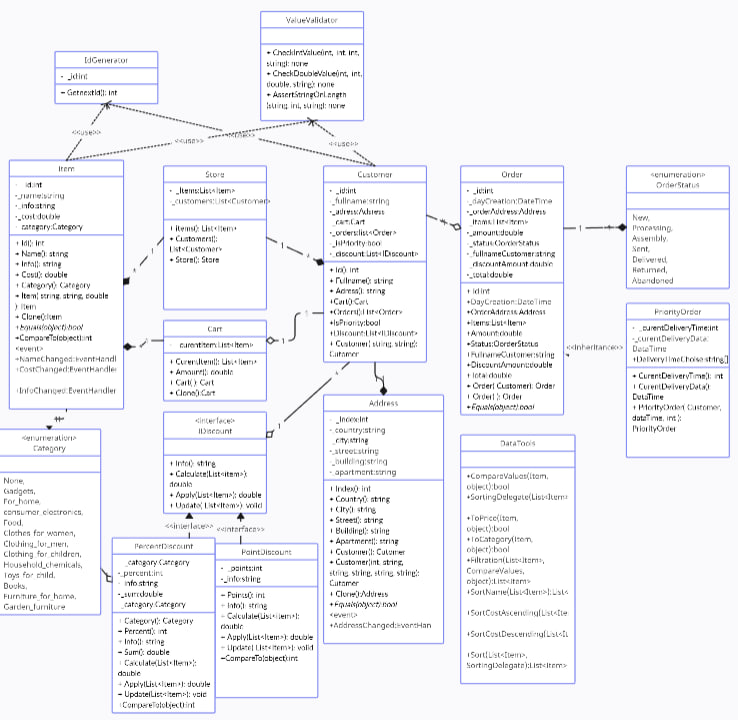 ValueValidator
+ CheckIntValue(int, int, int,
string): none
+ CheckDoubleValue(int, int,
double, string): none
+ AssertStringOnLength
(string, int, string): none
IdGenerator
- _id:int
+ GetnextId(): int
<<use>>
<<use>>
<<use>>
<<use>>
Item
- _id:int
-_name:string
-_info:string
-_cost:double
- category:Category
+ Id(): int
+ Name(): string
+ Info(): string
+ Cost(): double
+ Category(): Category
+ Item( string, string, double
): Item
+ Clone():Item
+Equals(object):bool
+CompareTo(object):int
<event>
+NameChanged:EventHandl
+CostChanged:EventHandler
+InfoChanged:EventHandler
Store
- _Items:List<Item>
-_customers:List<Customer>
+ items(): List<Item>
+ Customers():
List<Customer>
+ Store(): Store
Customer
- _id:int
- _fullname:string
- _adress:Adsress
- _cart:Cart
- _orders:List<Order>
- _IsPriority:bool
-_discount:List<IDiscount>
+ Id(): int
+ Fullname(): string
+ Adress(): string
+Cart():Cart
+Orders():List<Order>
+IsPriority:bool
+Discount:List<IDiscount>
+ Customer( string, string):
Cutomer
Order
- _id:int
- _dayCreation:DateTime
- _orderAddress:Address
- _items:List<Item>
-_amount:double
-_status:OorderStatus
-_fullnameCustomer:string
-_discountAmount:double
-_total:double
+ Id:int
+DayCreation:DateTime
+OrderAddress:Address
+Items:List<Item>
+Amount:double
+Status:OorderStatus
+FullnameCustomer:string
+DiscountAmount:double
+Total:double
+ Order( Customer): Order
+ Order( ): Order
+Equals(object):bool
<enumeration>
OrderStatus
New,
Processing,
Assembly,
Sent,
Delivered,
Returned,
Abandoned
1
1
1
1
1
1
*
<<inheritance>>
PriorityOrder
-_curentDeliveryTime:int
-_curentDeliveryData:
DataTime
+DeliveryTimeChoise:string[]
+ CurentDeliveryTime(): int
+ CurentDeliveryData():
DataTime
+ PriorityOrder( Customer,
dataTime, int ):
PriorityOrder
Cart
- curentItem:List<Item>
+ CurentItem(): List<Item>
+ Amount(): double
+ Cart(): Cart
+ Clone():Cart
<interface>
IDiscount
+ Info(): string
+ Calculate(List<Item>):
double
+ Apply(List<Item>): double
+ Update( List<Item>): void
<<interface>>
<<interface>>
Address
- _Index:int
- _country:string
-_city:string
-_street:string
-_building:string
-_apartment:string
+ Index(): int
+ Country(): string
+ City(): string
+ Street(): string
+ Building(): string
+ Apartment(): string
+ Customer(): Cutomer
+ Customer(int, string,
string, string, string, string):
Cutomer
+ Clone():Address
+Equals(object):bool
<event>
+AddressChanged:EventHan
DataTools
+CompareValues(Item,
object):bool
+SortingDelegate(List<Item>
+ToPrice(Item,
object):bool
+ToCategory(Item,
object):bool
+Filtration(List<Item>,
CompareValues,
object):List<Item>
+SortName(List<Item>):List<
+SortCostAscending(List<Ite
+SortCostDescending(List<It
+Sort(List<Item>,
SortingDelegate):List<Item>
<enumeration>
Category
None,
Gadgets,
For_home,
consumer_electronics,
Food,
Clothes_for_women,
Clothing_for_men,
Clothing_for_children,
Household_chemicals,
Toys_for_child,
Books,
Furniture_for_home,
Garden_furniture
PercentDiscount
_category:Category
-_percent:int
-_info:string
-_sum:double
_category:Category
+ Category(): Category
+ Percent(): int
+ Info(): string
+ Sum(): double
+ Calculate(List<Item>):
double
+ Apply(List<Item>): double
+ Update(List<Item>): void
+CompareTo(object):int
PointDiscount
- _points:int
-_info:string
+ Points(): int
+ Info(): string
+ Calculate(List<Item>):
double
+ Apply(List<Item>): double
+ Update( List<Item>): void
+CompareTo(object):int